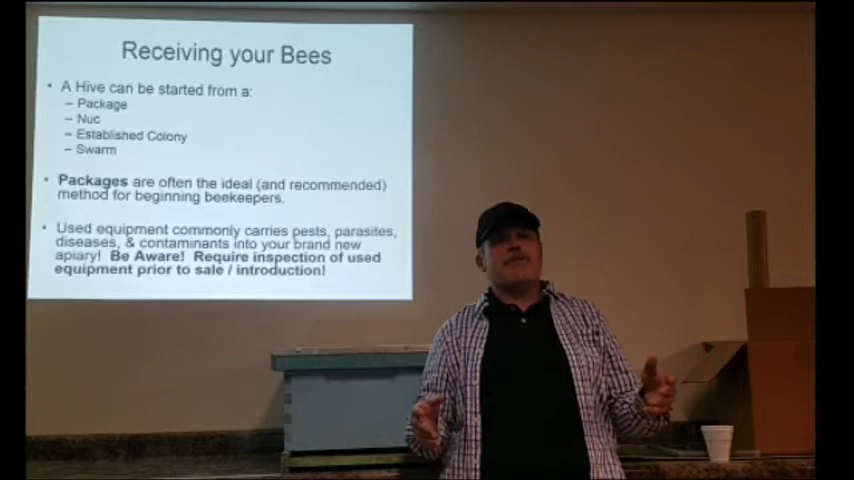 Receiving your Bees
• A Hive can be started from a:
– Package
– Nuc
– Established Colony
– Swarm
• Packages are often the ideal (and recommended)
method for beginning beekeepers.
• Used equipment commonly carries pests, parasites,
diseases, & contaminants into your brand new
apiary! Be Aware! Require inspection of used
equipment prior to sale / introduction!